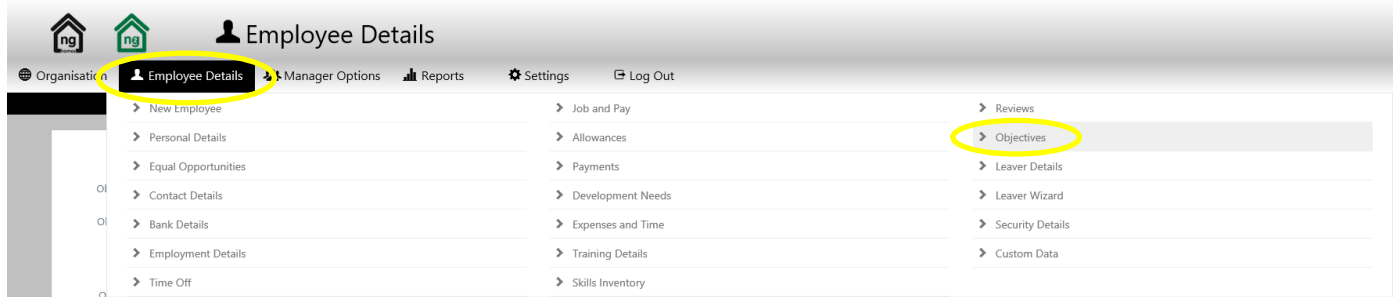 ng
homes
ng
Employee Details
Organisation Employee Details Manager Options Reports Settings Log Out
New Employee Job and Pay Reviews
Personal Details Allowances Objectives
Equal Opportunities Payments Leaver Details
Contact Details Development Needs Leaver Wizard
Bank Details Expenses and Time Security Details
Employment Details Training Details Custom Data
Time Off Skills Inventory